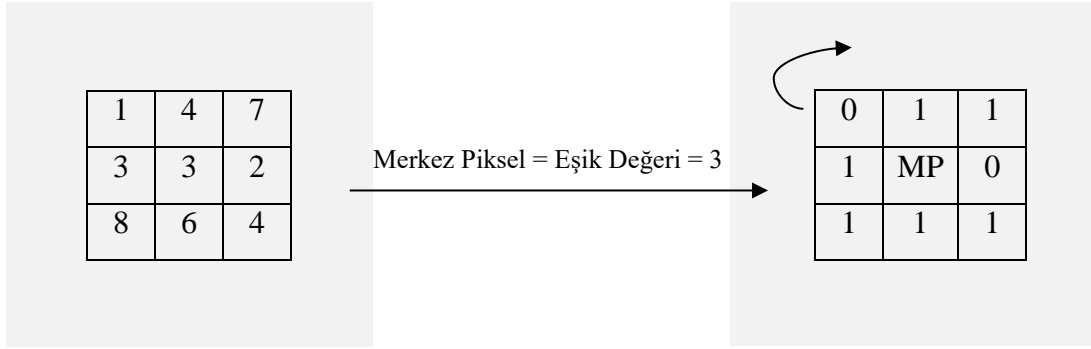 1 4 7
3 3 2
8 6 4
Merkez Piksel = Eşik Değeri = 3
0 1 1
1 MP 0
1 1 1